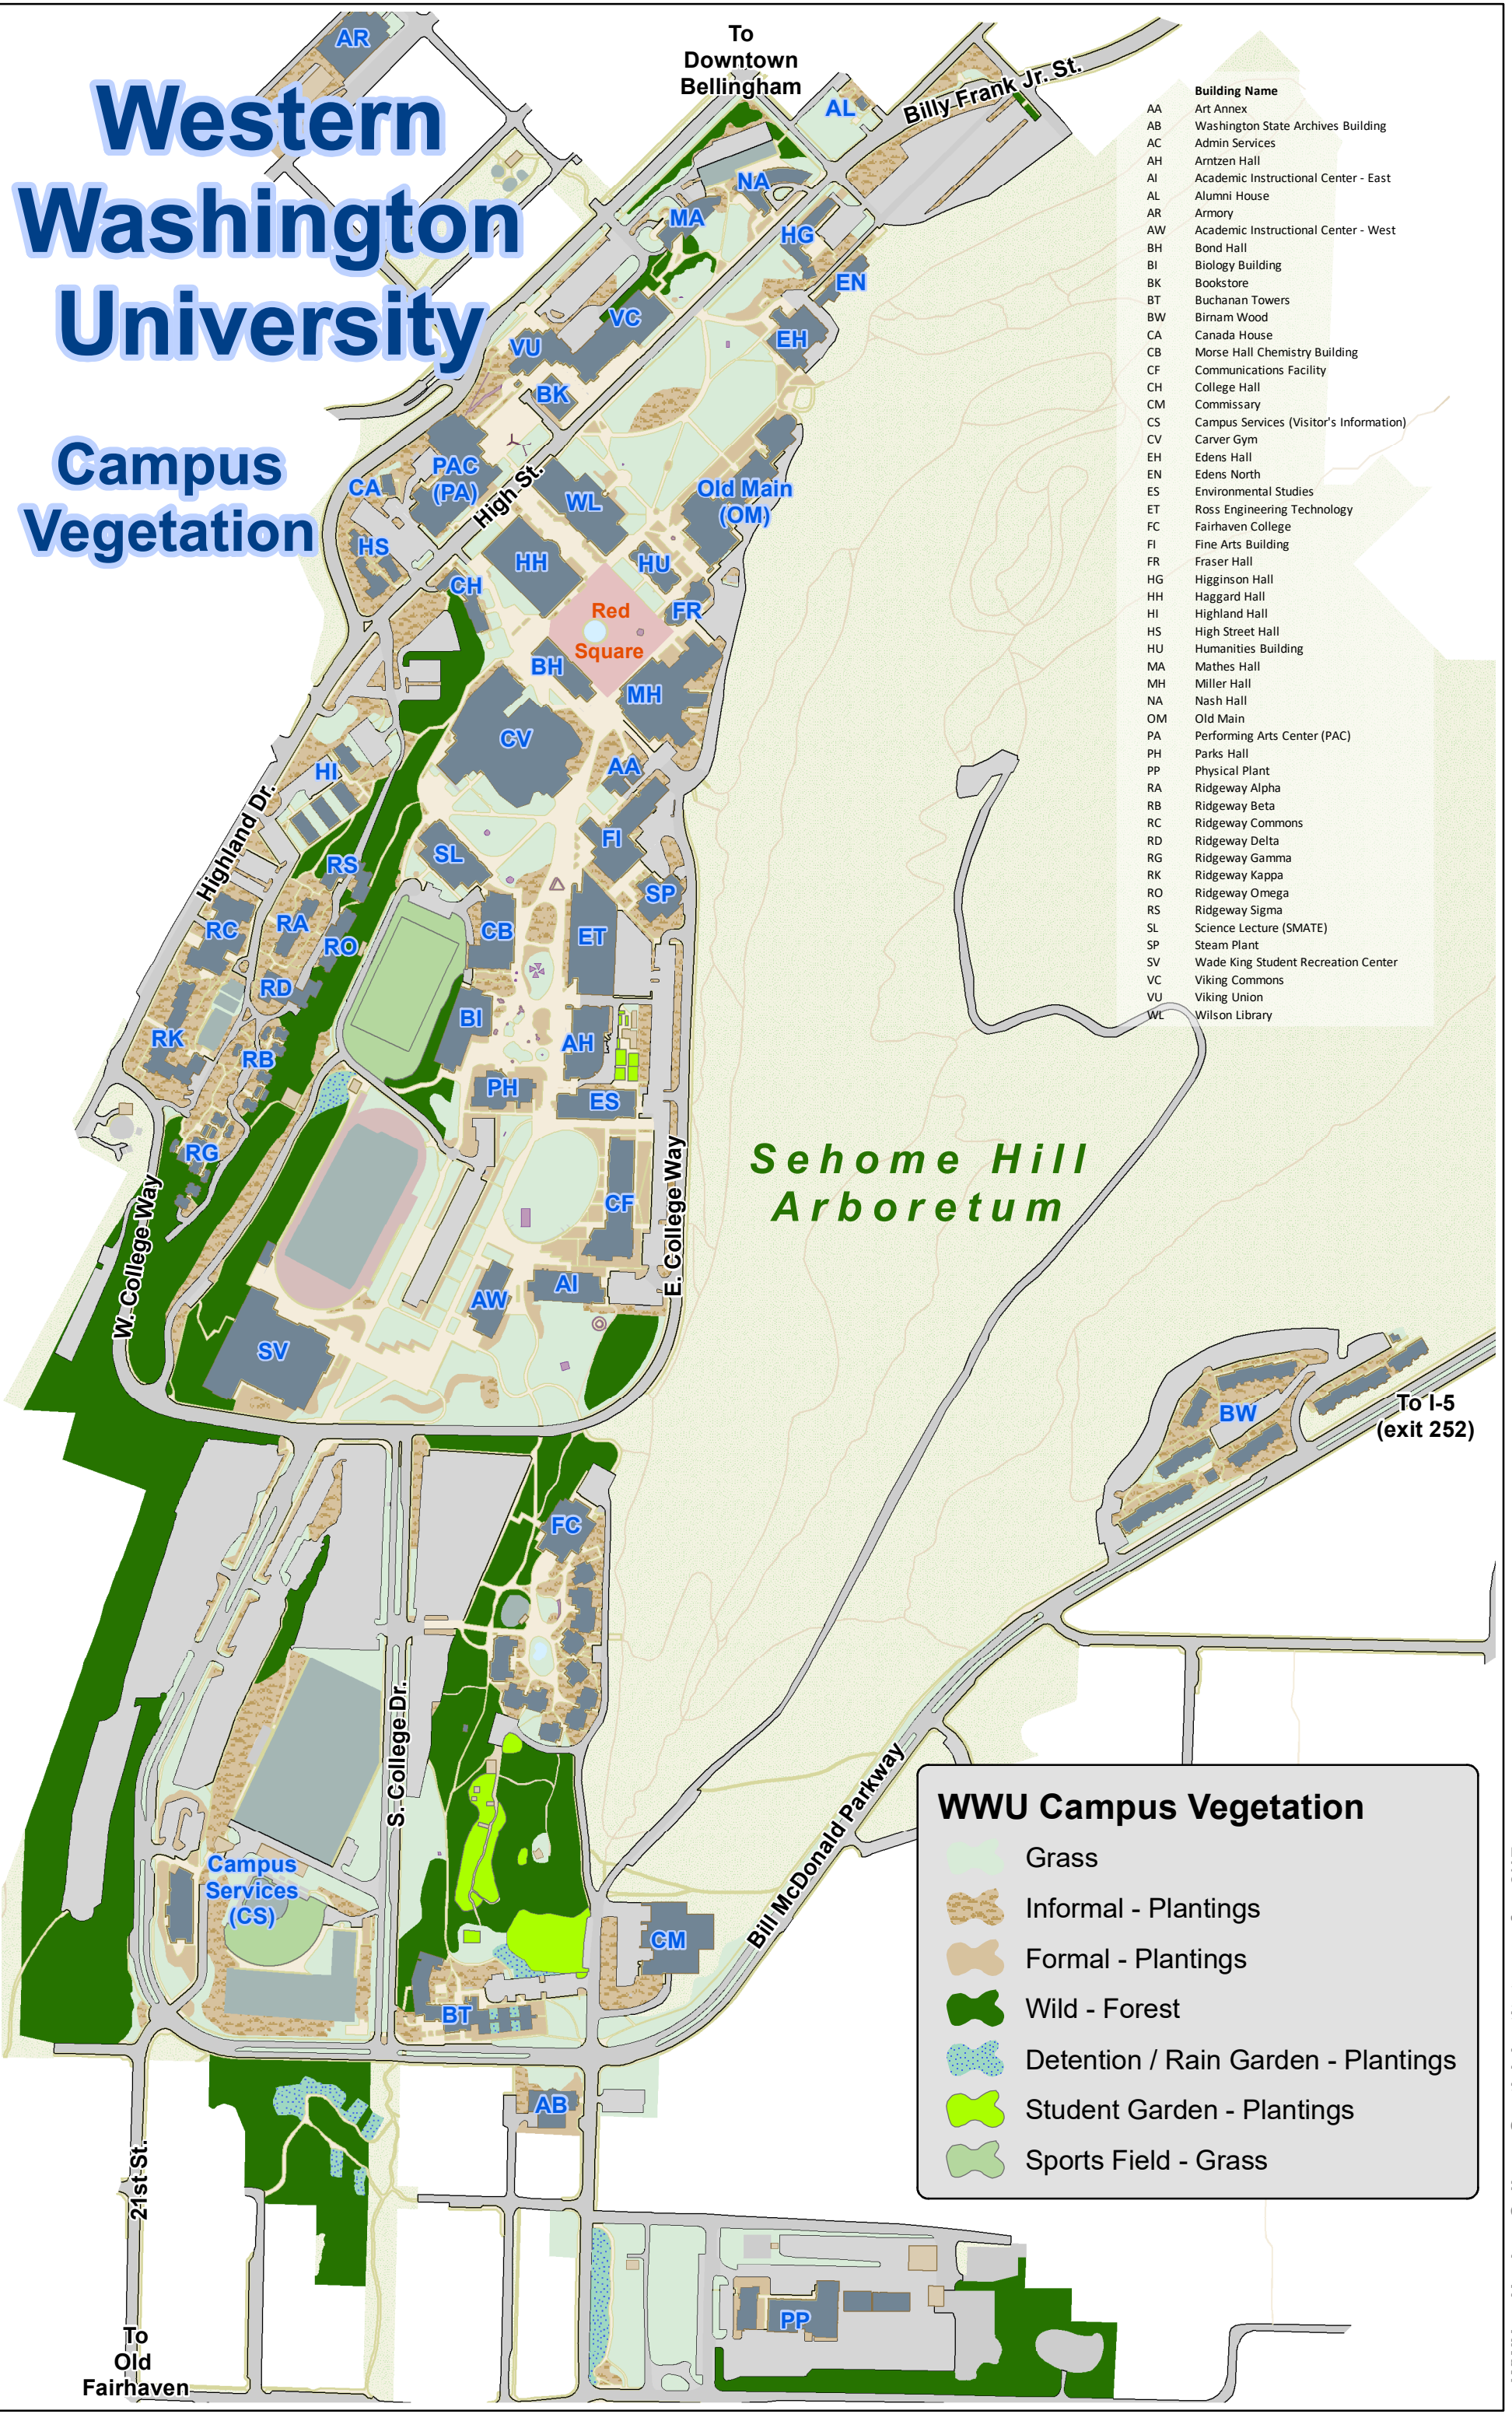 Western
Washington
University
Campus
Vegetation
To
Downtown
Bellingham
Billy Frank Jr. St.
AR
AL
NA
MA
HG
EN
VC
EH
VU
BK
PAC
(PA)
CA
High St.
WL
Old Main
(OM)
HS
HH
HU
CH
Red
Square
FR
BH
MH
CV
AA
HI
Highland Dr.
FI
SL
RS
SP
RC
RA
RO
CB
ET
RD
BI
RK
AH
RB
PH
ES
RG
CF
W. College Way
E. College Way
Sehome Hill
Arboretum
AI
AW
SV
BW
To I-5
(exit 252)
FC
S. College Dr.
Bill McDonald Parkway
Campus
Services
(CS)
CM
BT
AB
21st St.
PP
To
Old
Fairhaven
Building Name
AA Art Annex
AB Washington State Archives Building
AC Admin Services
AH Arntzen Hall
AI Academic Instructional Center - East
AL Alumni House
AR Armory
AW Academic Instructional Center - West
BH Bond Hall
BI Biology Building
BK Bookstore
BT Buchanan Towers
BW Birnam Wood
CA Canada House
CB Morse Hall Chemistry Building
CF Communications Facility
CH College Hall
CM Commissary
CS Campus Services (Visitor's Information)
CV Carver Gym
EH Edens Hall
EN Edens North
ES Environmental Studies
ET Ross Engineering Technology
FC Fairhaven College
FI Fine Arts Building
FR Fraser Hall
HG Higginson Hall
HH Haggard Hall
HI Highland Hall
HS High Street Hall
HU Humanities Building
MA Mathes Hall
MH Miller Hall
NA Nash Hall
OM Old Main
PA Performing Arts Center (PAC)
PH Parks Hall
PP Physical Plant
RA Ridgeway Alpha
RB Ridgeway Beta
RC Ridgeway Commons
RD Ridgeway Delta
RG Ridgeway Gamma
RK Ridgeway Kappa
RO Ridgeway Omega
RS Ridgeway Sigma
SL Science Lecture (SMATE)
SP Steam Plant
SV Wade King Student Recreation Center
VC Viking Commons
VU Viking Union
WL Wilson Library
WWU Campus Vegetation
Grass
Informal - Plantings
Formal - Plantings
Wild - Forest
Detention / Rain Garden - Plantings
Student Garden - Plantings
Sports Field - Grass